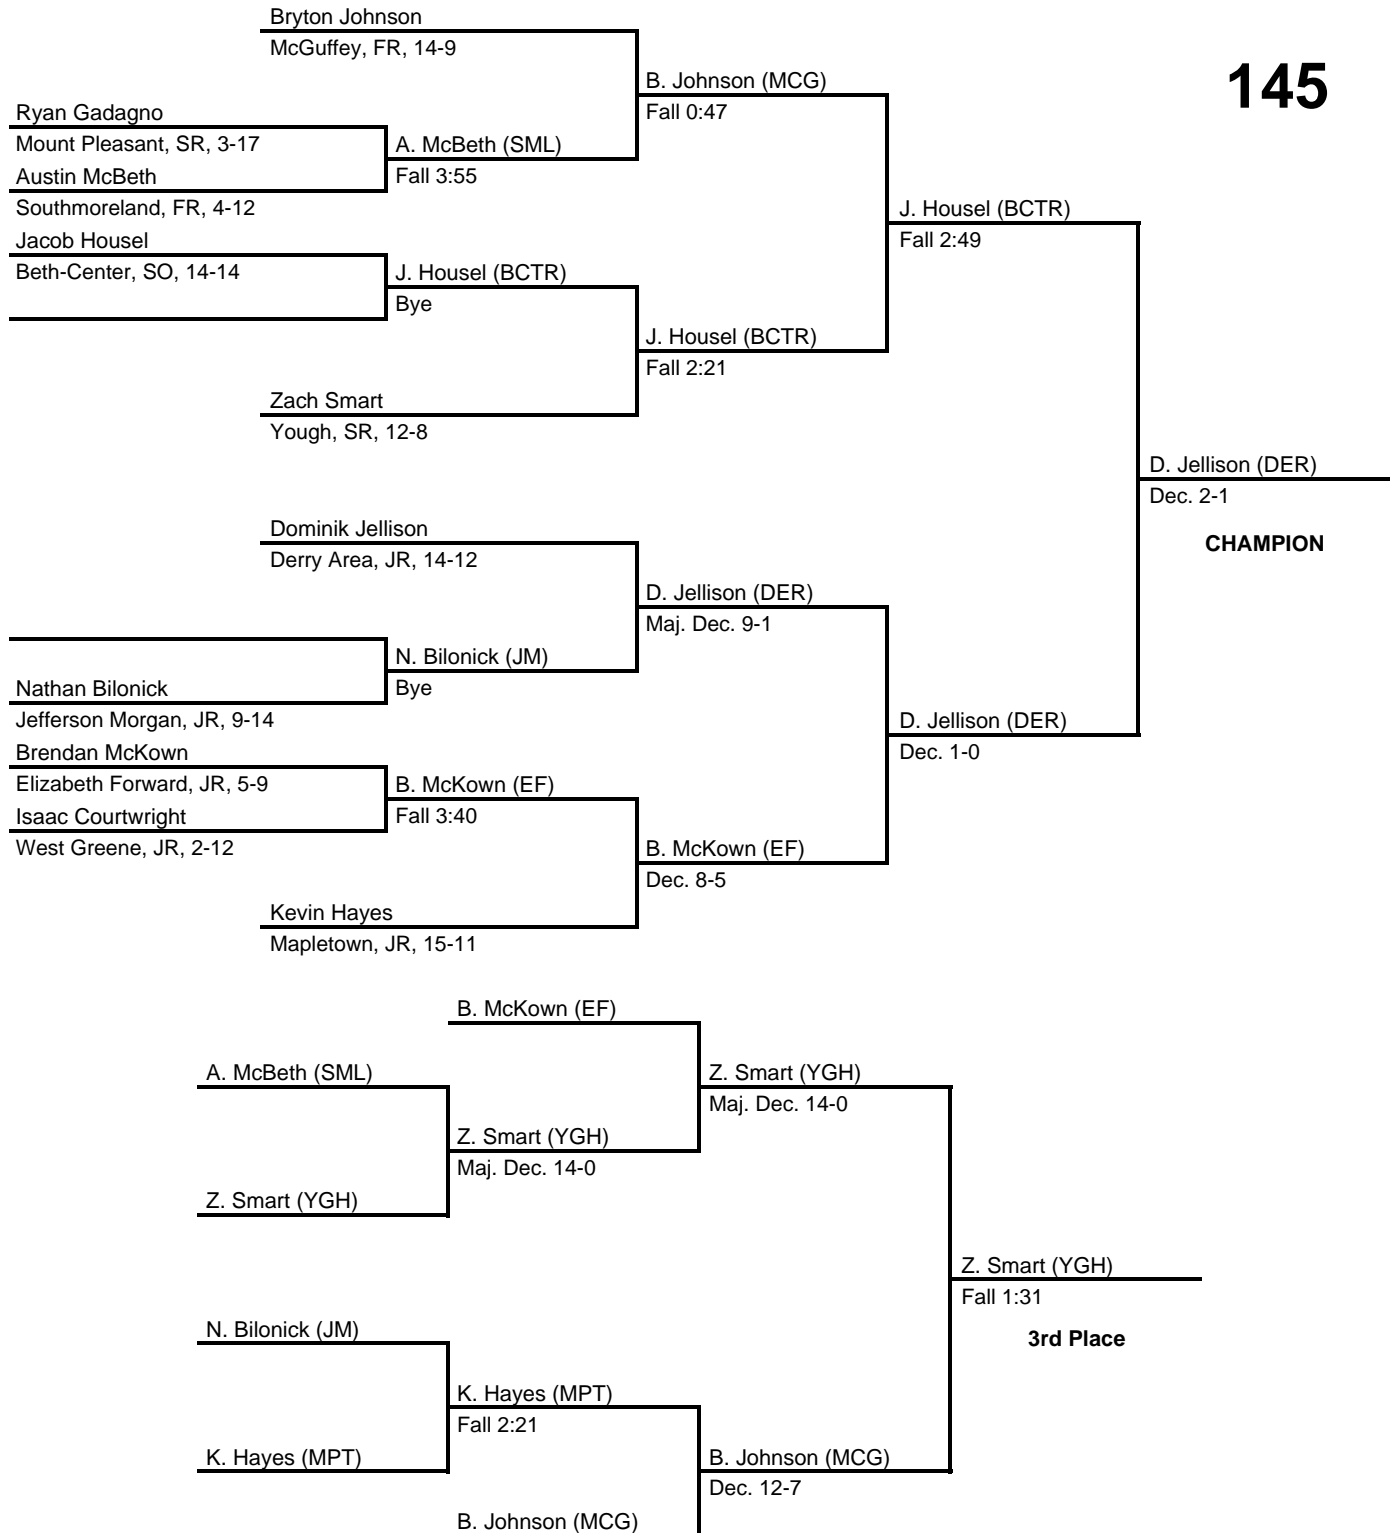 Bryton Johnson
McGuffey, FR, 14-9
145
B. Johnson (MCG)
Fall 0:47
Ryan Gadagno
Mount Pleasant, SR, 3-17
A. McBeth (SML)
Fall 3:55
Austin McBeth
Southmoreland, FR, 4-12
J. Housel (BCTR)
Fall 2:49
Jacob Housel
Beth-Center, SO, 14-14
J. Housel (BCTR)
Bye
J. Housel (BCTR)
Fall 2:21
Zach Smart
Yough, SR, 12-8
D. Jellison (DER)
Dec. 2-1
CHAMPION
Dominik Jellison
Derry Area, JR, 14-12
D. Jellison (DER)
Maj. Dec. 9-1
N. Bilonick (JM)
Bye
Nathan Bilonick
Jefferson Morgan, JR, 9-14
D. Jellison (DER)
Dec. 1-0
Brendan McKown
Elizabeth Forward, JR, 5-9
B. McKown (EF)
Fall 3:40
Isaac Courtwright
West Greene, JR, 2-12
B. McKown (EF)
Dec. 8-5
Kevin Hayes
Mapletown, JR, 15-11
B. McKown (EF)
A. McBeth (SML)
Z. Smart (YGH)
Maj. Dec. 14-0
Z. Smart (YGH)
Maj. Dec. 14-0
Z. Smart (YGH)
Z. Smart (YGH)
Fall 1:31
3rd Place
N. Bilonick (JM)
K. Hayes (MPT)
Fall 2:21
K. Hayes (MPT)
B. Johnson (MCG)
Dec. 12-7
B. Johnson (MCG)